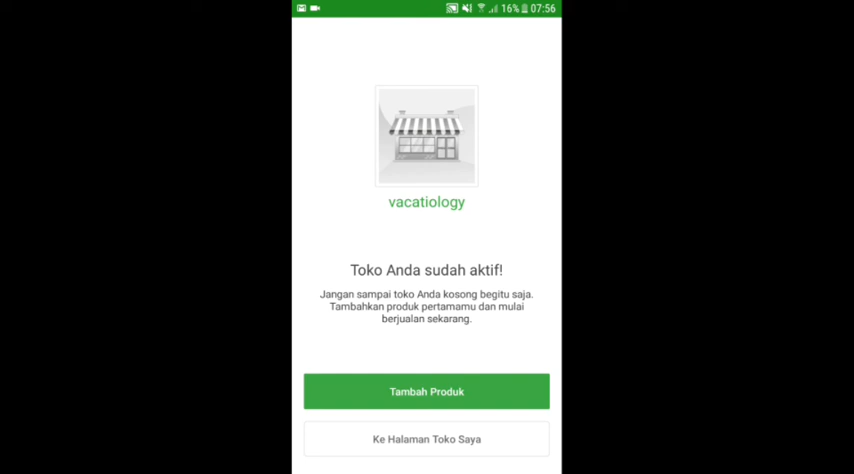 16% 07:56
vacatiology
Toko Anda sudah aktif!
Jangan sampai toko Anda kosong begitu saja.
Tambahkan produk pertamamu dan mulai
berjualan sekarang.
Tambah Produk
Ke Halaman Toko Saya